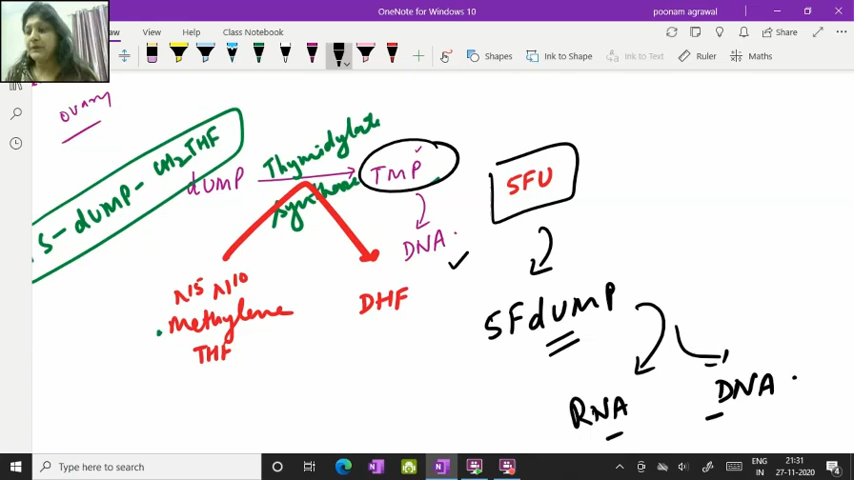 OneNote for Windows 10
poonam agrawal
View Help Class Notebook
Share
Shapes
Ink to Shape
Ink to Text
Ruler
Maths
ovary
S-dUMP-CH2THF
Thymidylate
dUMP
synthase
TMP
DNA.
N15 N10
Methylene
THF
DHF
5FU
5FdUMP
RNA
DNA.
Type here to search
ENG
IN
21:31
27-11-2020